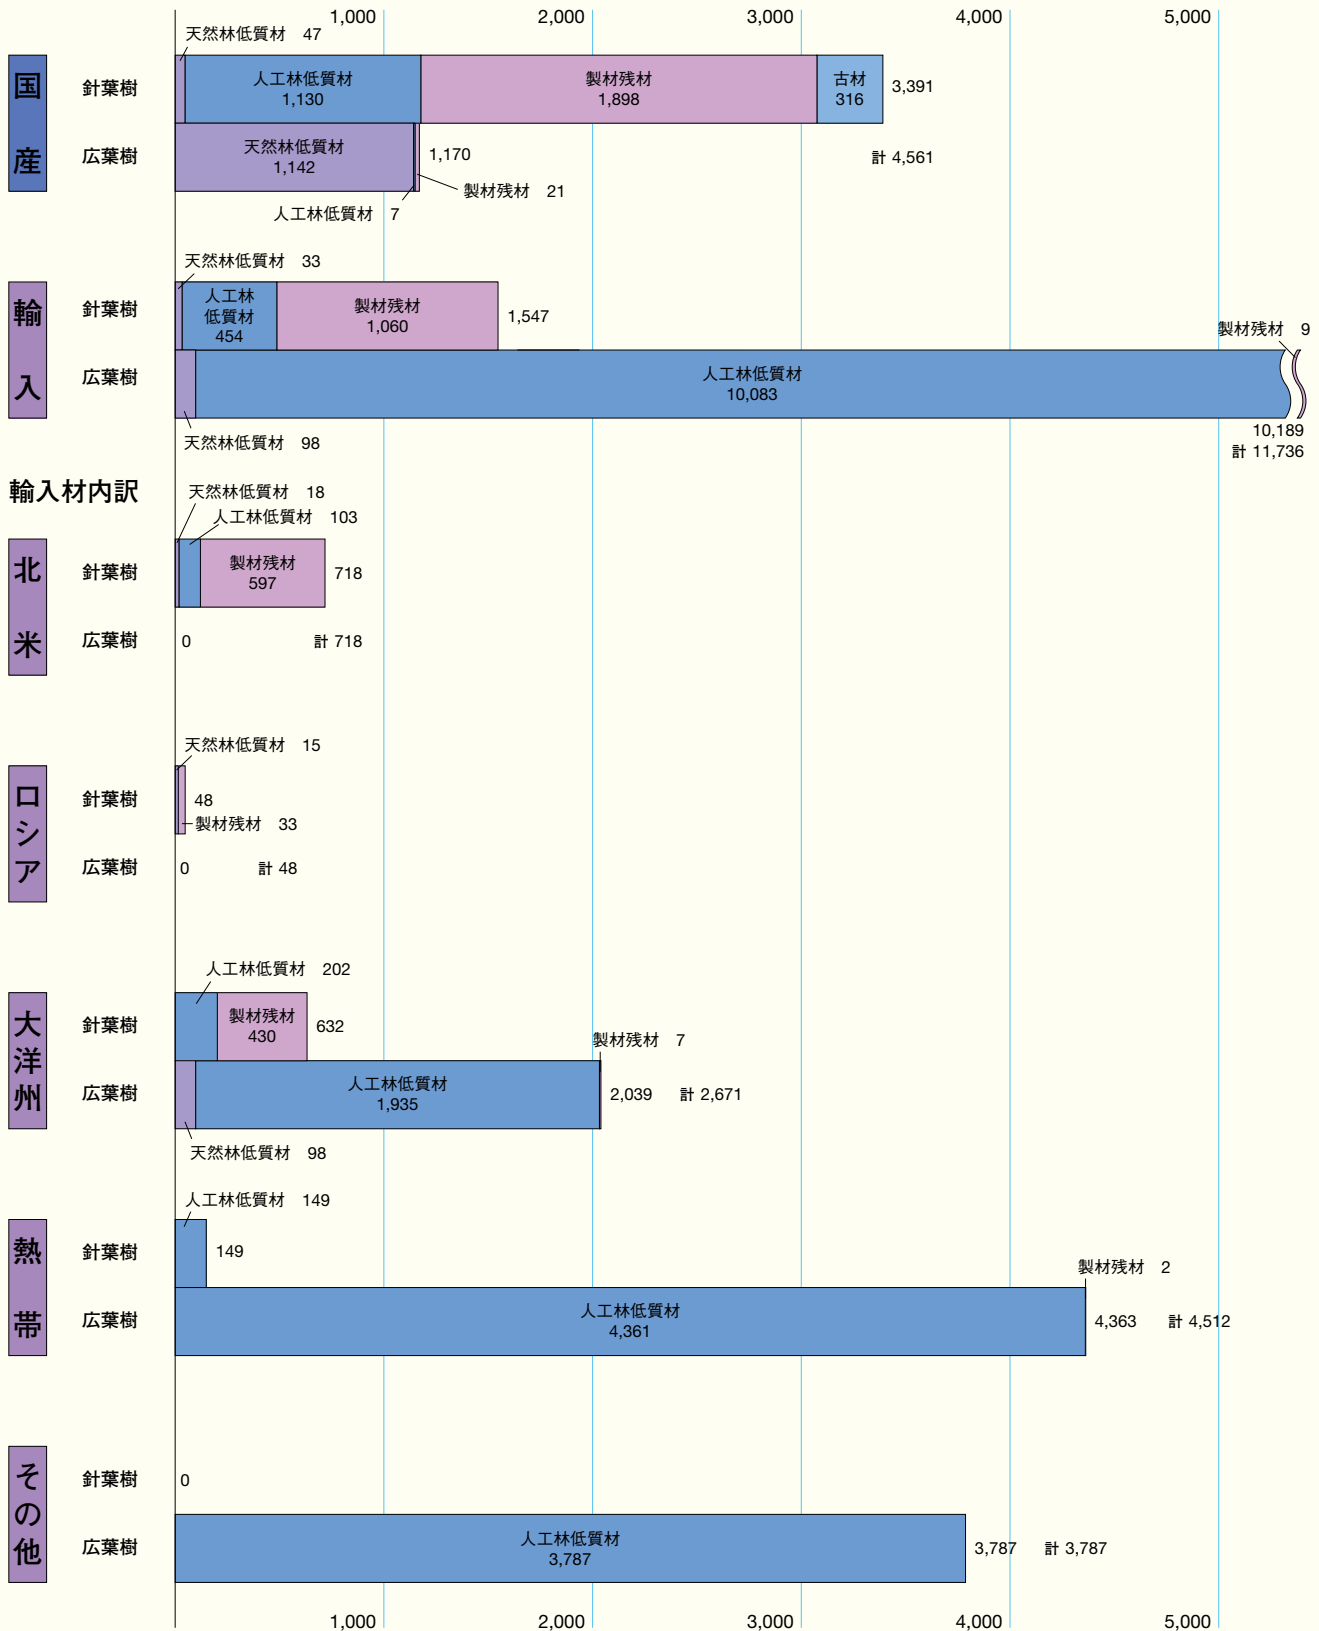 1,000 2,000 3,000 4,000 5,000
国産
天然林低質材 47
針葉樹
人工林低質材
1,130
製材残材
1,898
古材
316
3,391
広葉樹
天然林低質材
1,142
1,170
製材残材 21
人工林低質材 7
計 4,561
輸入
天然林低質材 33
針葉樹
人工林
低質材
454
製材残材
1,060
1,547
製材残材 9
広葉樹
人工林低質材
10,083
天然林低質材 98
10,189
計 11,736
輸入材内訳
北米
天然林低質材 18
人工林低質材 103
針葉樹
製材残材
597
718
広葉樹
0
計 718
ロシア
天然林低質材 15
針葉樹
48
製材残材 33
広葉樹
0
計 48
大洋州
人工林低質材 202
針葉樹
製材残材
430
632
製材残材 7
広葉樹
人工林低質材
1,935
2,039
計 2,671
天然林低質材 98
熱帯
人工林低質材 149
針葉樹
149
製材残材 2
広葉樹
人工林低質材
4,361
4,363
計 4,512
その他
針葉樹
0
広葉樹
人工林低質材
3,787
3,787
計 3,787
1,000 2,000 3,000 4,000 5,000